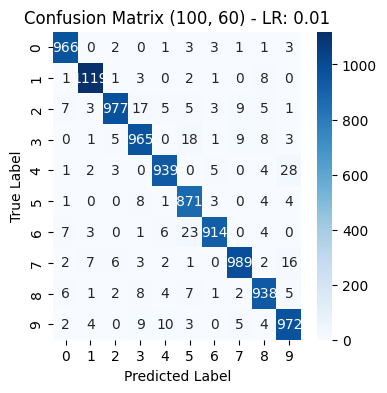 Confusion Matrix (100, 60) - LR: 0.01
True Label
0 966 0 2 0 1 3 3 1 1 3
1 1 1119 1 3 0 2 1 0 8 0
2 7 3 977 17 5 5 3 9 5 1
3 0 1 5 965 0 18 1 9 8 3
4 1 2 3 0 939 0 5 0 4 28
5 1 0 0 8 1 871 3 0 4 4
6 7 3 0 1 6 23 914 0 4 0
7 2 7 6 3 2 1 0 989 2 16
8 6 1 2 8 4 7 1 2 938 5
9 2 4 0 9 10 3 0 5 4 972
0 1 2 3 4 5 6 7 8 9
Predicted Label
1000
800
600
400
200
0